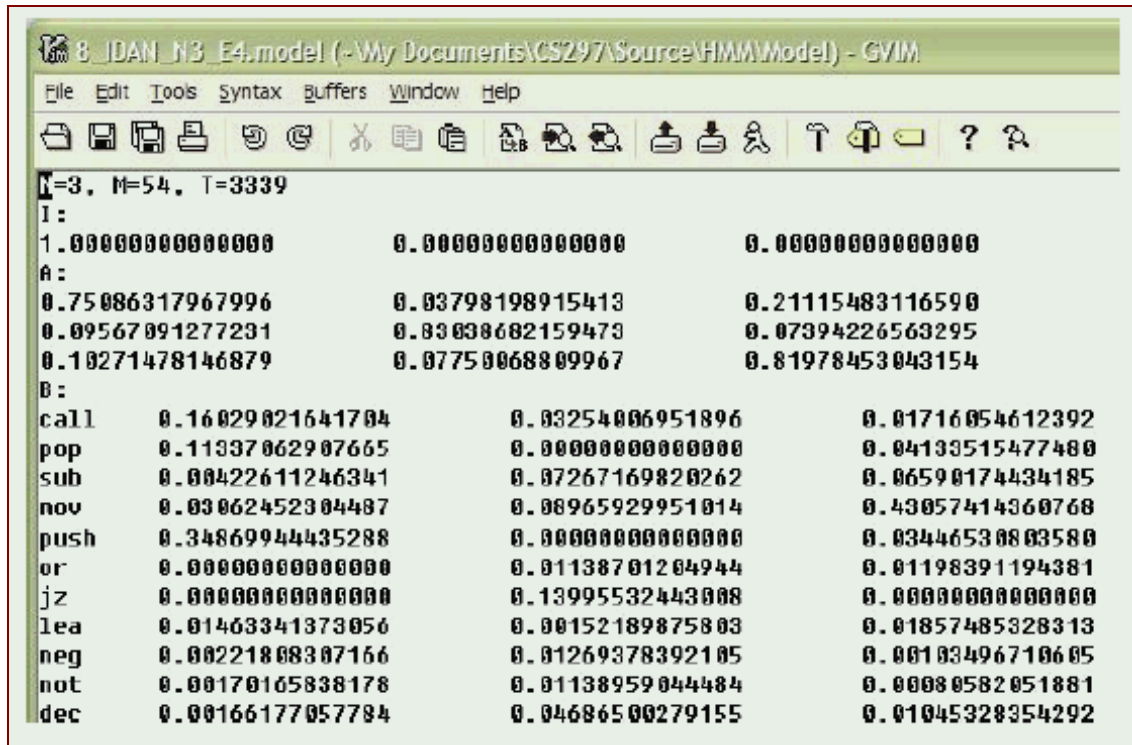 8_IDAN_N3_E4.model (~\My Documents\CS297\Source\HMM\Model) - GVIM
File Edit Tools Syntax Buffers Window Help
N=3, M=54, T=3339
I:
1.00000000000000 0.00000000000000 0.00000000000000
A:
0.75086317967996 0.03798198915413 0.21115483116590
0.09567091277231 0.83038682159473 0.07394226563295
0.10271478146879 0.07750068809967 0.81978453043154
B:
call 0.16029021641704 0.03254006951896 0.01716054612392
pop 0.11337062907665 0.00000000000000 0.04133515477480
sub 0.00422611246341 0.07267169820262 0.06590174434185
mov 0.03062452304487 0.08965929951014 0.43057414360768
push 0.34869944435288 0.00000000000000 0.03446530803580
or 0.00000000000000 0.01138701204944 0.01198391194381
jz 0.00000000000000 0.13995532443008 0.00000000000000
lea 0.01463341373056 0.00152189875803 0.01857485328313
neg 0.00221808307166 0.01269378392105 0.00103496710605
not 0.00170165838178 0.01138959044484 0.00080582051881
dec 0.00166177057784 0.04686500279155 0.01045328354292